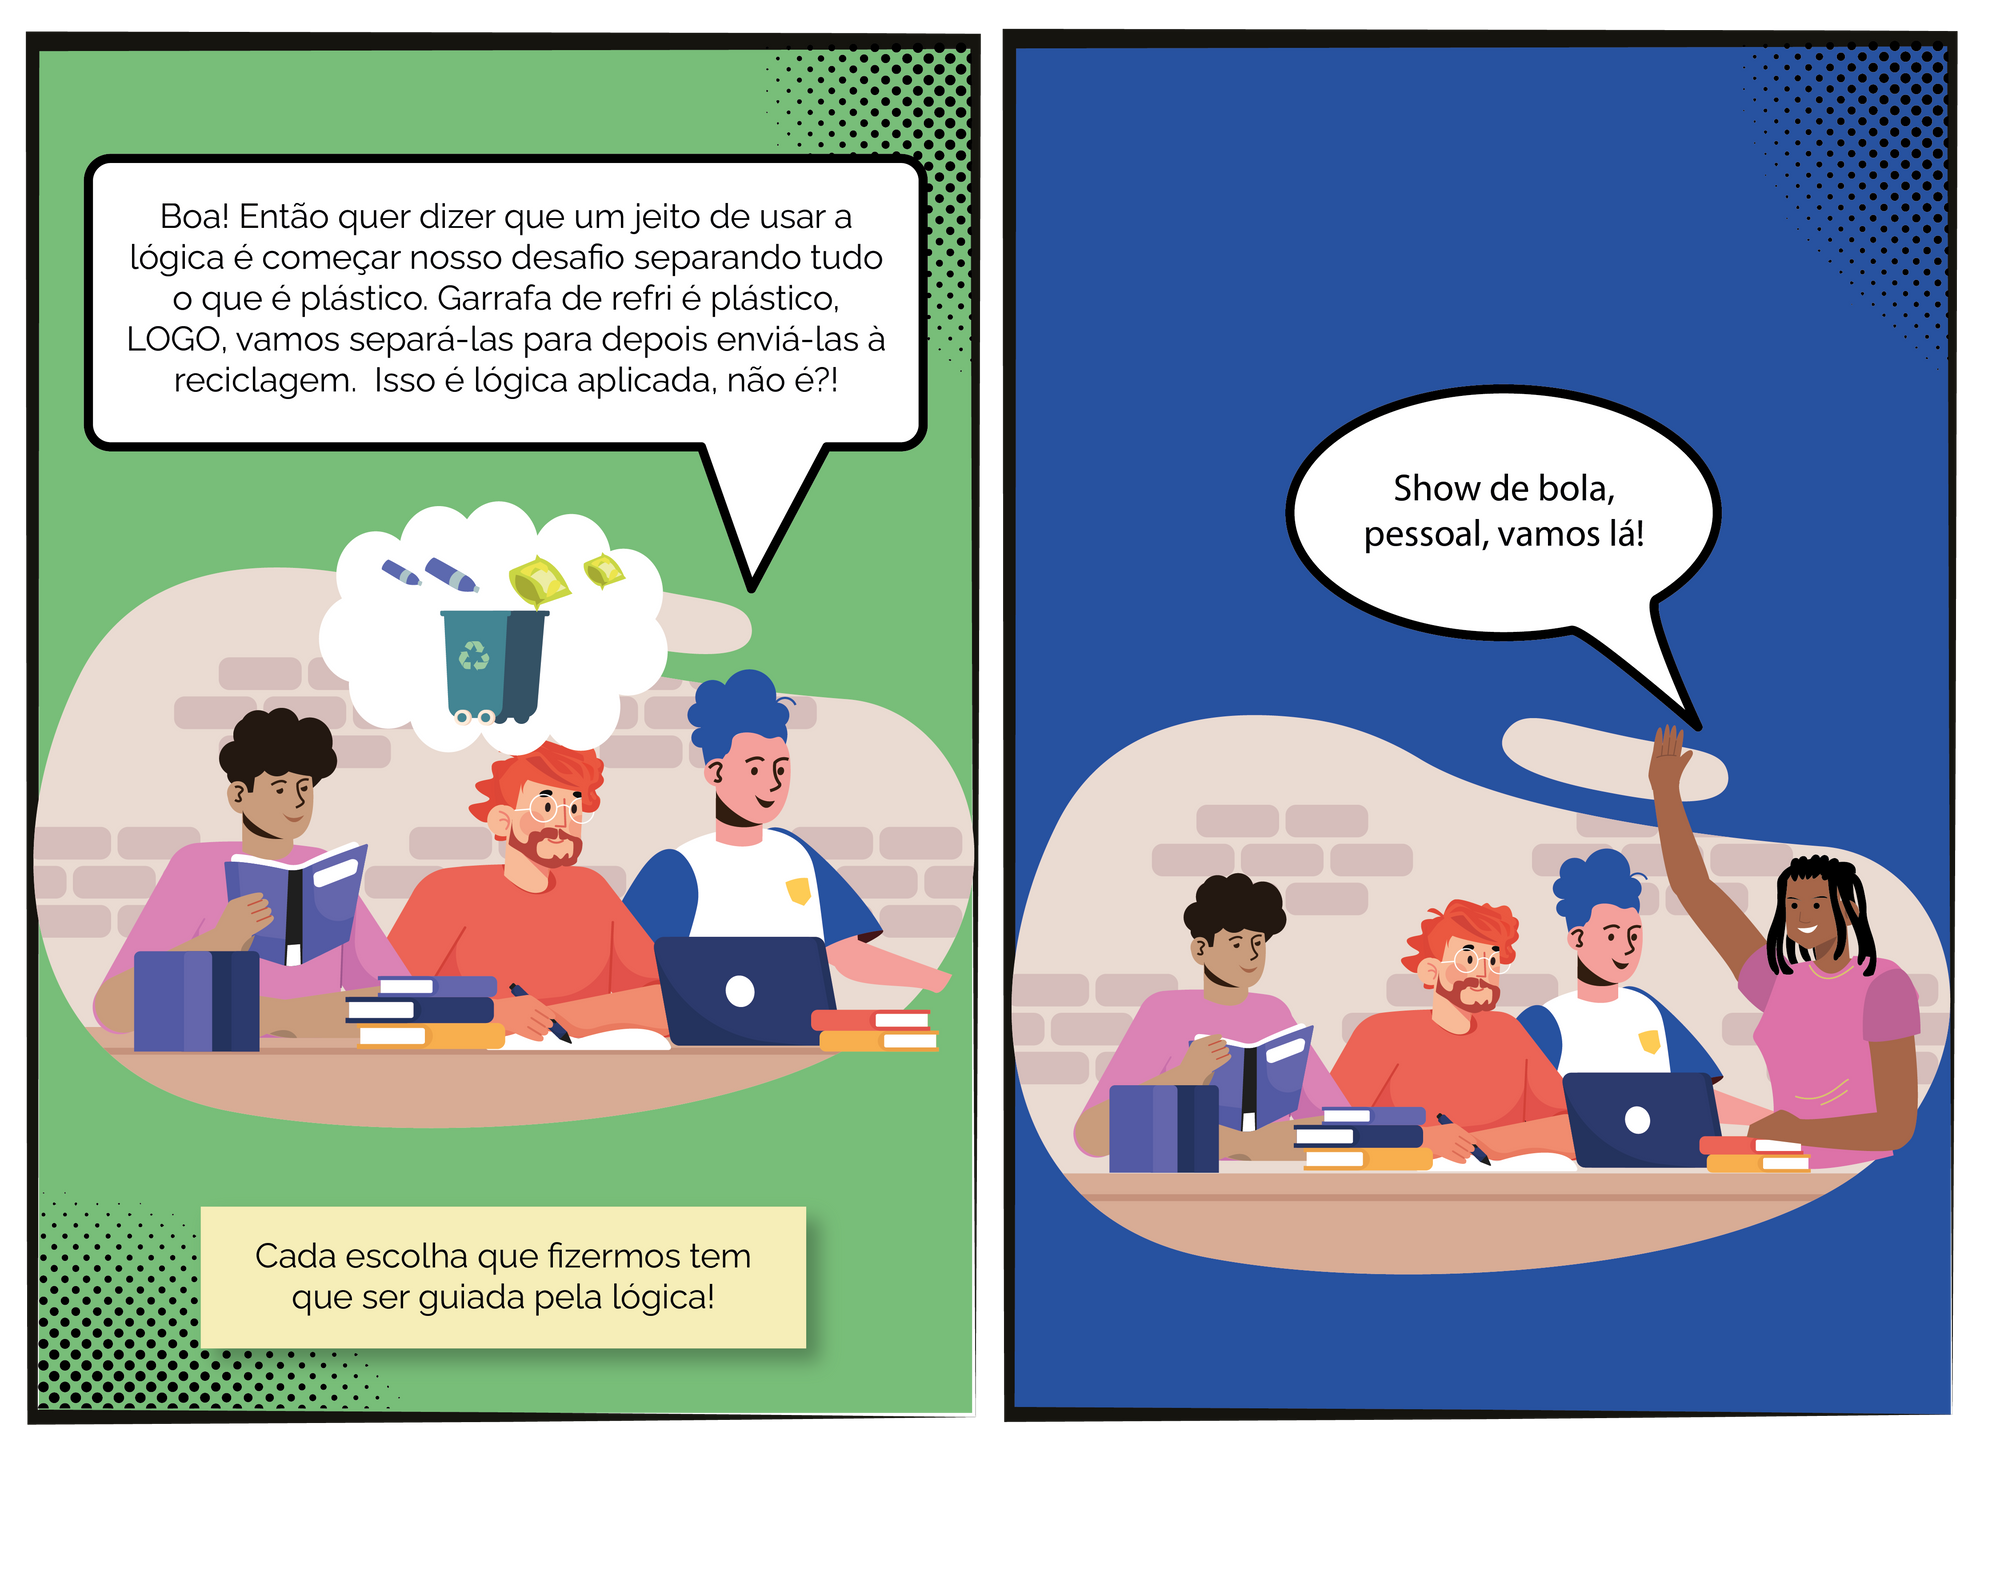 Boa! Então quer dizer que um jeito de usar a
lógica é começar nosso desafio separando tudo
o que é plástico. Garrafa de refri é plástico,
LOGO, vamos separá-las para depois enviá-las à
reciclagem.  Isso é lógica aplicada, não é?!
Cada escolha que fizermos tem
que ser guiada pela lógica!
Show de bola,
pessoal, vamos lá!